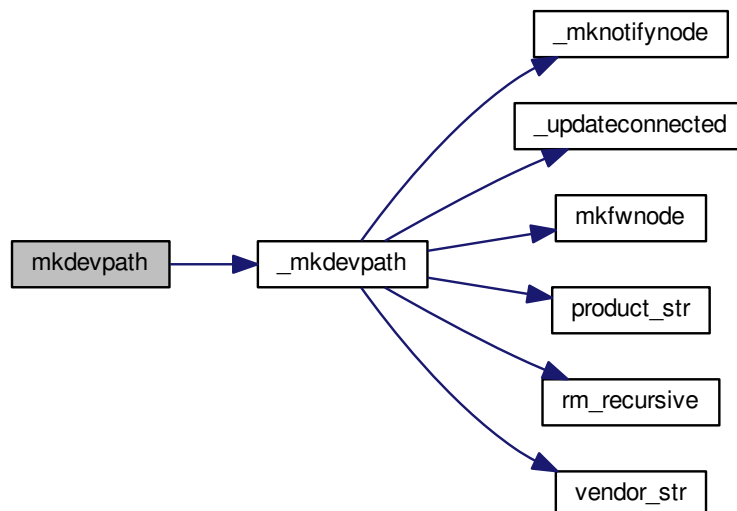 mkdevpath
_mkdevpath
_mknotifynode
_updateconnected
mkfwnode
product_str
rm_recursive
vendor_str